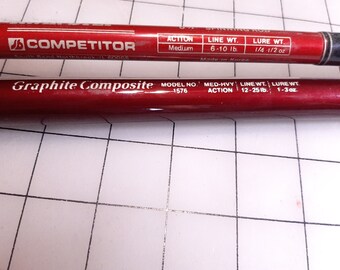 COMPETITOR
ACTION LINE WT. LURE WT.
Medium 6-10 lb. 1/4 1/2 oz
Graphite Composite MODEL NO. MED-HVY LINE WT. LURE WT.
1576 ACTION 12-25 lb. 1-3 oz.